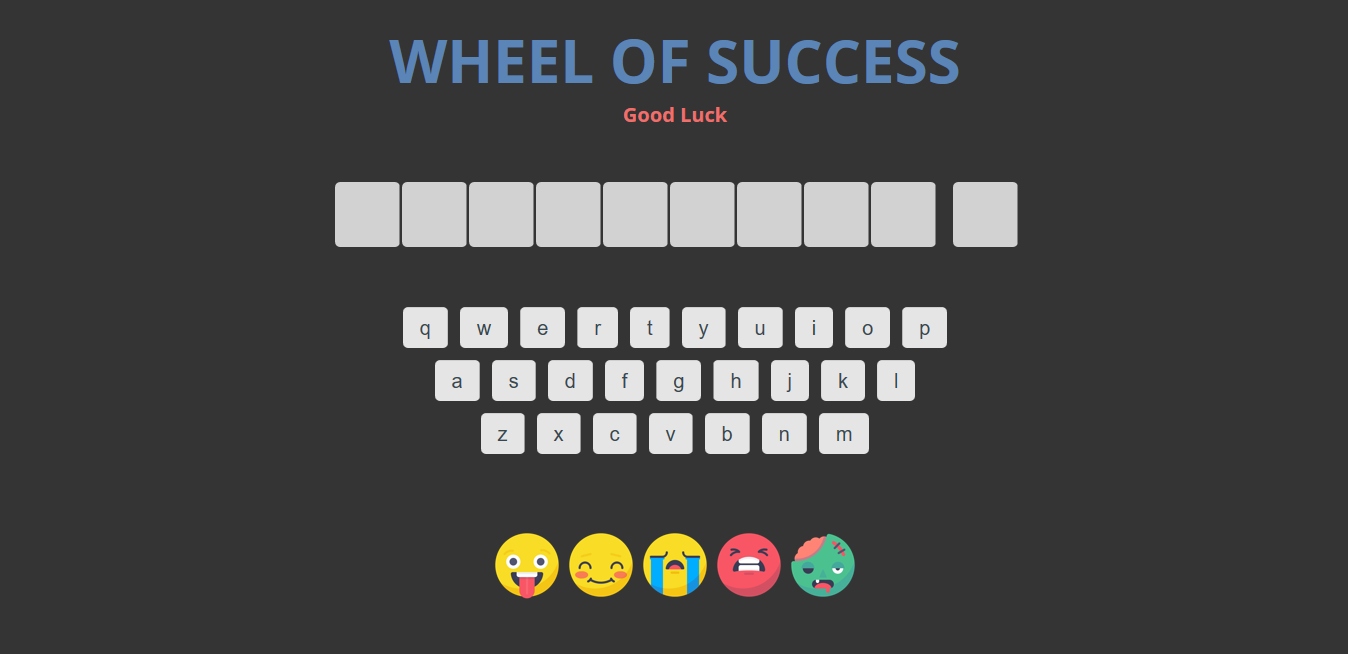 WHEEL OF SUCCESS
Good Luck
q w e r t y u i o p
a s d f g h j k l
z x c v b n m